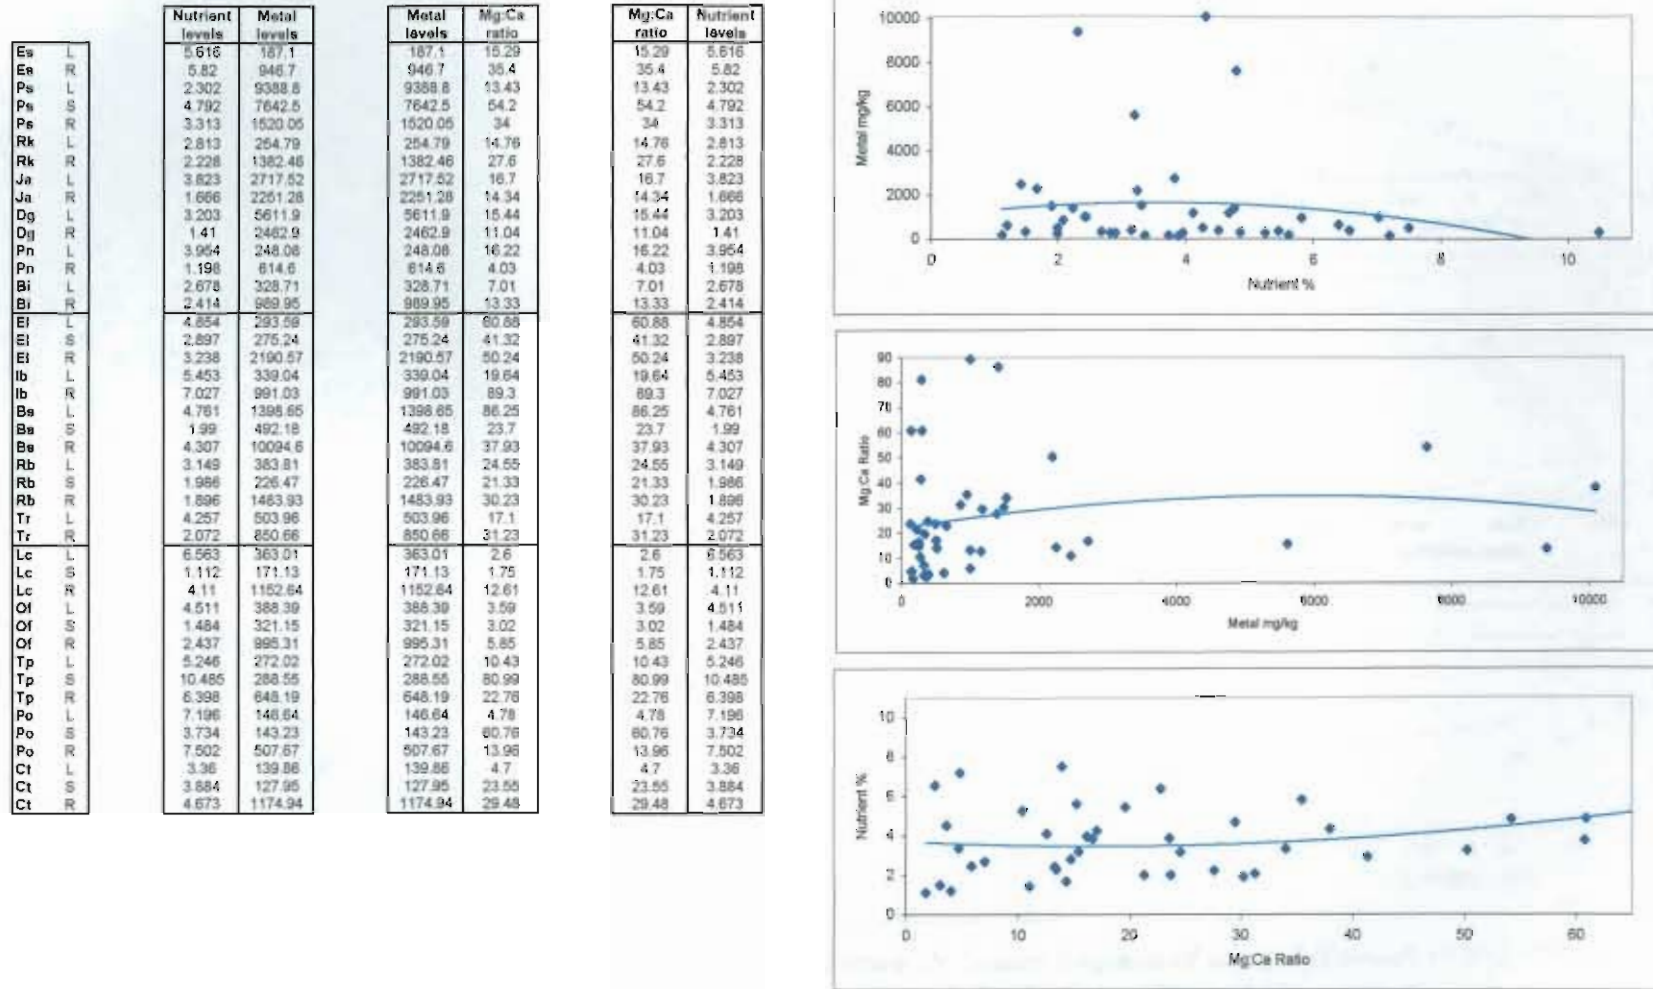 Nutrient levels Metal levels Metal levels Mg:Ca ratio Mg:Ca ratio Nutrient levels
Es L 5.616 187.1 187.1 15.29 15.29 5.616
Es R 5.82 946.7 946.7 35.4 35.4 5.82
Ps L 2.302 9388.8 9388.8 13.43 13.43 2.302
Ps S 4.792 7642.5 7642.5 54.2 54.2 4.792
Ps R 3.313 1520.05 1520.05 34 34 3.313
Rk L 2.813 254.79 254.79 14.76 14.76 2.813
Rk R 2.228 1382.46 1382.46 27.6 27.6 2.228
Ja L 3.823 2717.52 2717.52 16.7 16.7 3.823
Ja R 1.666 2251.28 2251.28 14.34 14.34 1.666
Dg L 3.203 5611.9 5611.9 15.44 15.44 3.203
Dg R 1.41 2462.9 2462.9 11.04 11.04 1.41
Pn L 3.954 248.08 248.08 16.22 16.22 3.954
Pn R 1.198 614.6 614.6 4.03 4.03 1.198
Bi L 2.678 328.71 328.71 7.01 7.01 2.678
Bi R 2.414 989.95 989.95 13.33 13.33 2.414
El L 4.854 293.59 293.59 60.88 60.88 4.854
El S 2.897 275.24 275.24 41.32 41.32 2.897
El R 3.238 2190.57 2190.57 50.24 50.24 3.238
Ib L 5.453 339.04 339.04 19.64 19.64 5.453
Ib R 7.027 991.03 991.03 89.3 89.3 7.027
Bs L 4.761 1398.65 1398.65 86.25 86.25 4.761
Bs S 1.99 492.18 492.18 23.7 23.7 1.99
Bs R 4.307 10094.6 10094.6 37.93 37.93 4.307
Rb L 3.149 383.81 383.81 24.55 24.55 3.149
Rb S 1.986 226.47 226.47 21.33 21.33 1.986
Rb R 1.896 1483.93 1483.93 30.23 30.23 1.896
Tr L 4.257 503.96 503.96 17.1 17.1 4.257
Tr R 2.072 850.66 850.66 31.23 31.23 2.072
Lc L 6.563 363.01 363.01 2.6 2.6 6.563
Lc S 1.112 171.13 171.13 1.75 1.75 1.112
Lc R 4.11 1152.64 1152.64 12.61 12.61 4.11
Of L 4.511 388.39 388.39 3.59 3.59 4.511
Of S 1.484 321.15 321.15 3.02 3.02 1.484
Of R 2.437 995.31 995.31 5.85 5.85 2.437
Tp L 5.246 272.02 272.02 10.43 10.43 5.246
Tp S 10.485 288.55 288.55 80.99 80.99 10.485
Tp R 6.398 648.19 648.19 22.76 22.76 6.398
Po L 7.196 146.64 146.64 4.78 4.78 7.196
Po S 3.734 143.23 143.23 60.76 60.76 3.734
Po R 7.502 507.67 507.67 13.96 13.96 7.502
Ct L 3.36 139.86 139.86 4.7 4.7 3.36
Ct S 3.884 127.95 127.95 23.55 23.55 3.884
Ct R 4.673 1174.94 1174.94 29.48 29.48 4.673
Metal mg/kg
10000
8000
6000
4000
2000
0
0 2 4 6 8 10
Nutrient %
Mg:Ca Ratio
90
80
70
60
50
40
30
20
10
0
0 2000 4000 6000 8000 10000
Metal mg/kg
Nutrient %
10
8
6
4
2
0
0 10 20 30 40 50 60
Mg:Ca Ratio